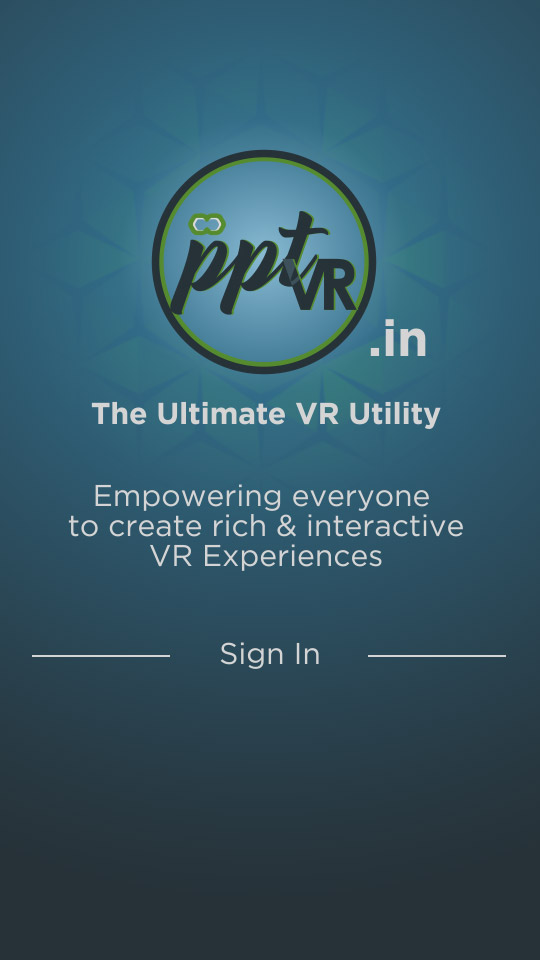 pptVR
.in
The Ultimate VR Utility
Empowering everyone
to create rich & interactive
VR Experiences
Sign In